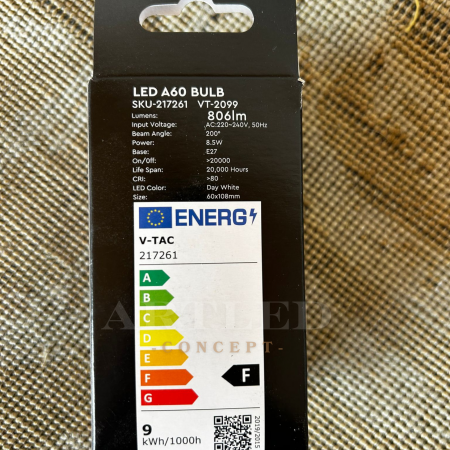 LED A60 BULB
SKU-217261 VT-2099
Lumens: 806lm
Input Voltage: AC:220~240V, 50Hz
Beam Angle: 200°
Power: 8.5W
Base: E27
On/off: >20000
Life Span: 20,000 Hours
CRI: >80
LED Color: Day White
Size: 60x108mm
ENERG
V-TAC
217261
A
B
C
D
E
F F
G
CONCEPT
9
kWh/1000h
2019/2015